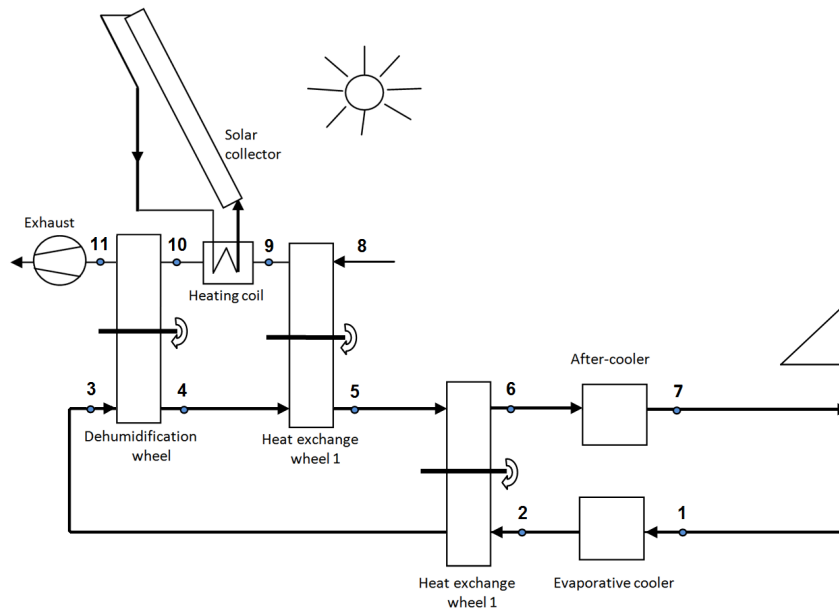 Solar
collector
Exhaust
11
10
9
8
Heating coil
After-cooler
3
4
5
6
7
Dehumidification
wheel
Heat exchange
wheel 1
2
1
Heat exchange
wheel 1
Evaporative cooler